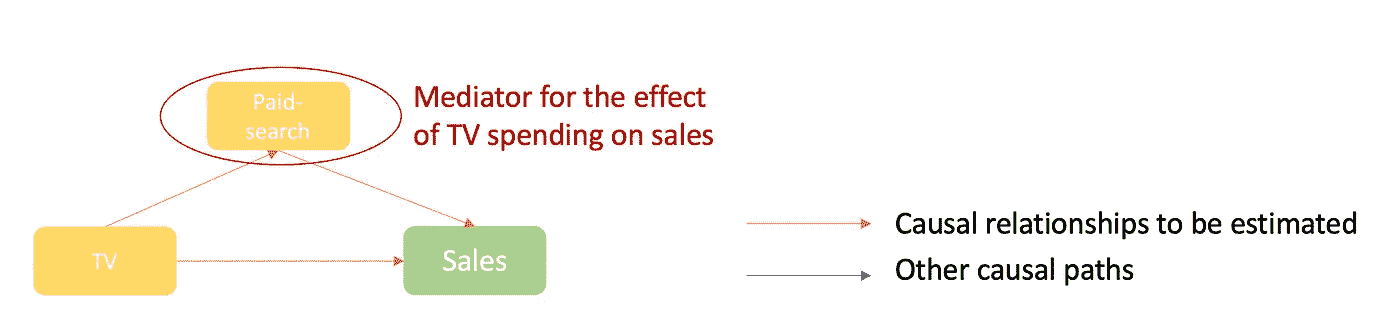 Paid-
search
Mediator for the effect
of TV spending on sales
TV
Sales
Causal relationships to be estimated
Other causal paths